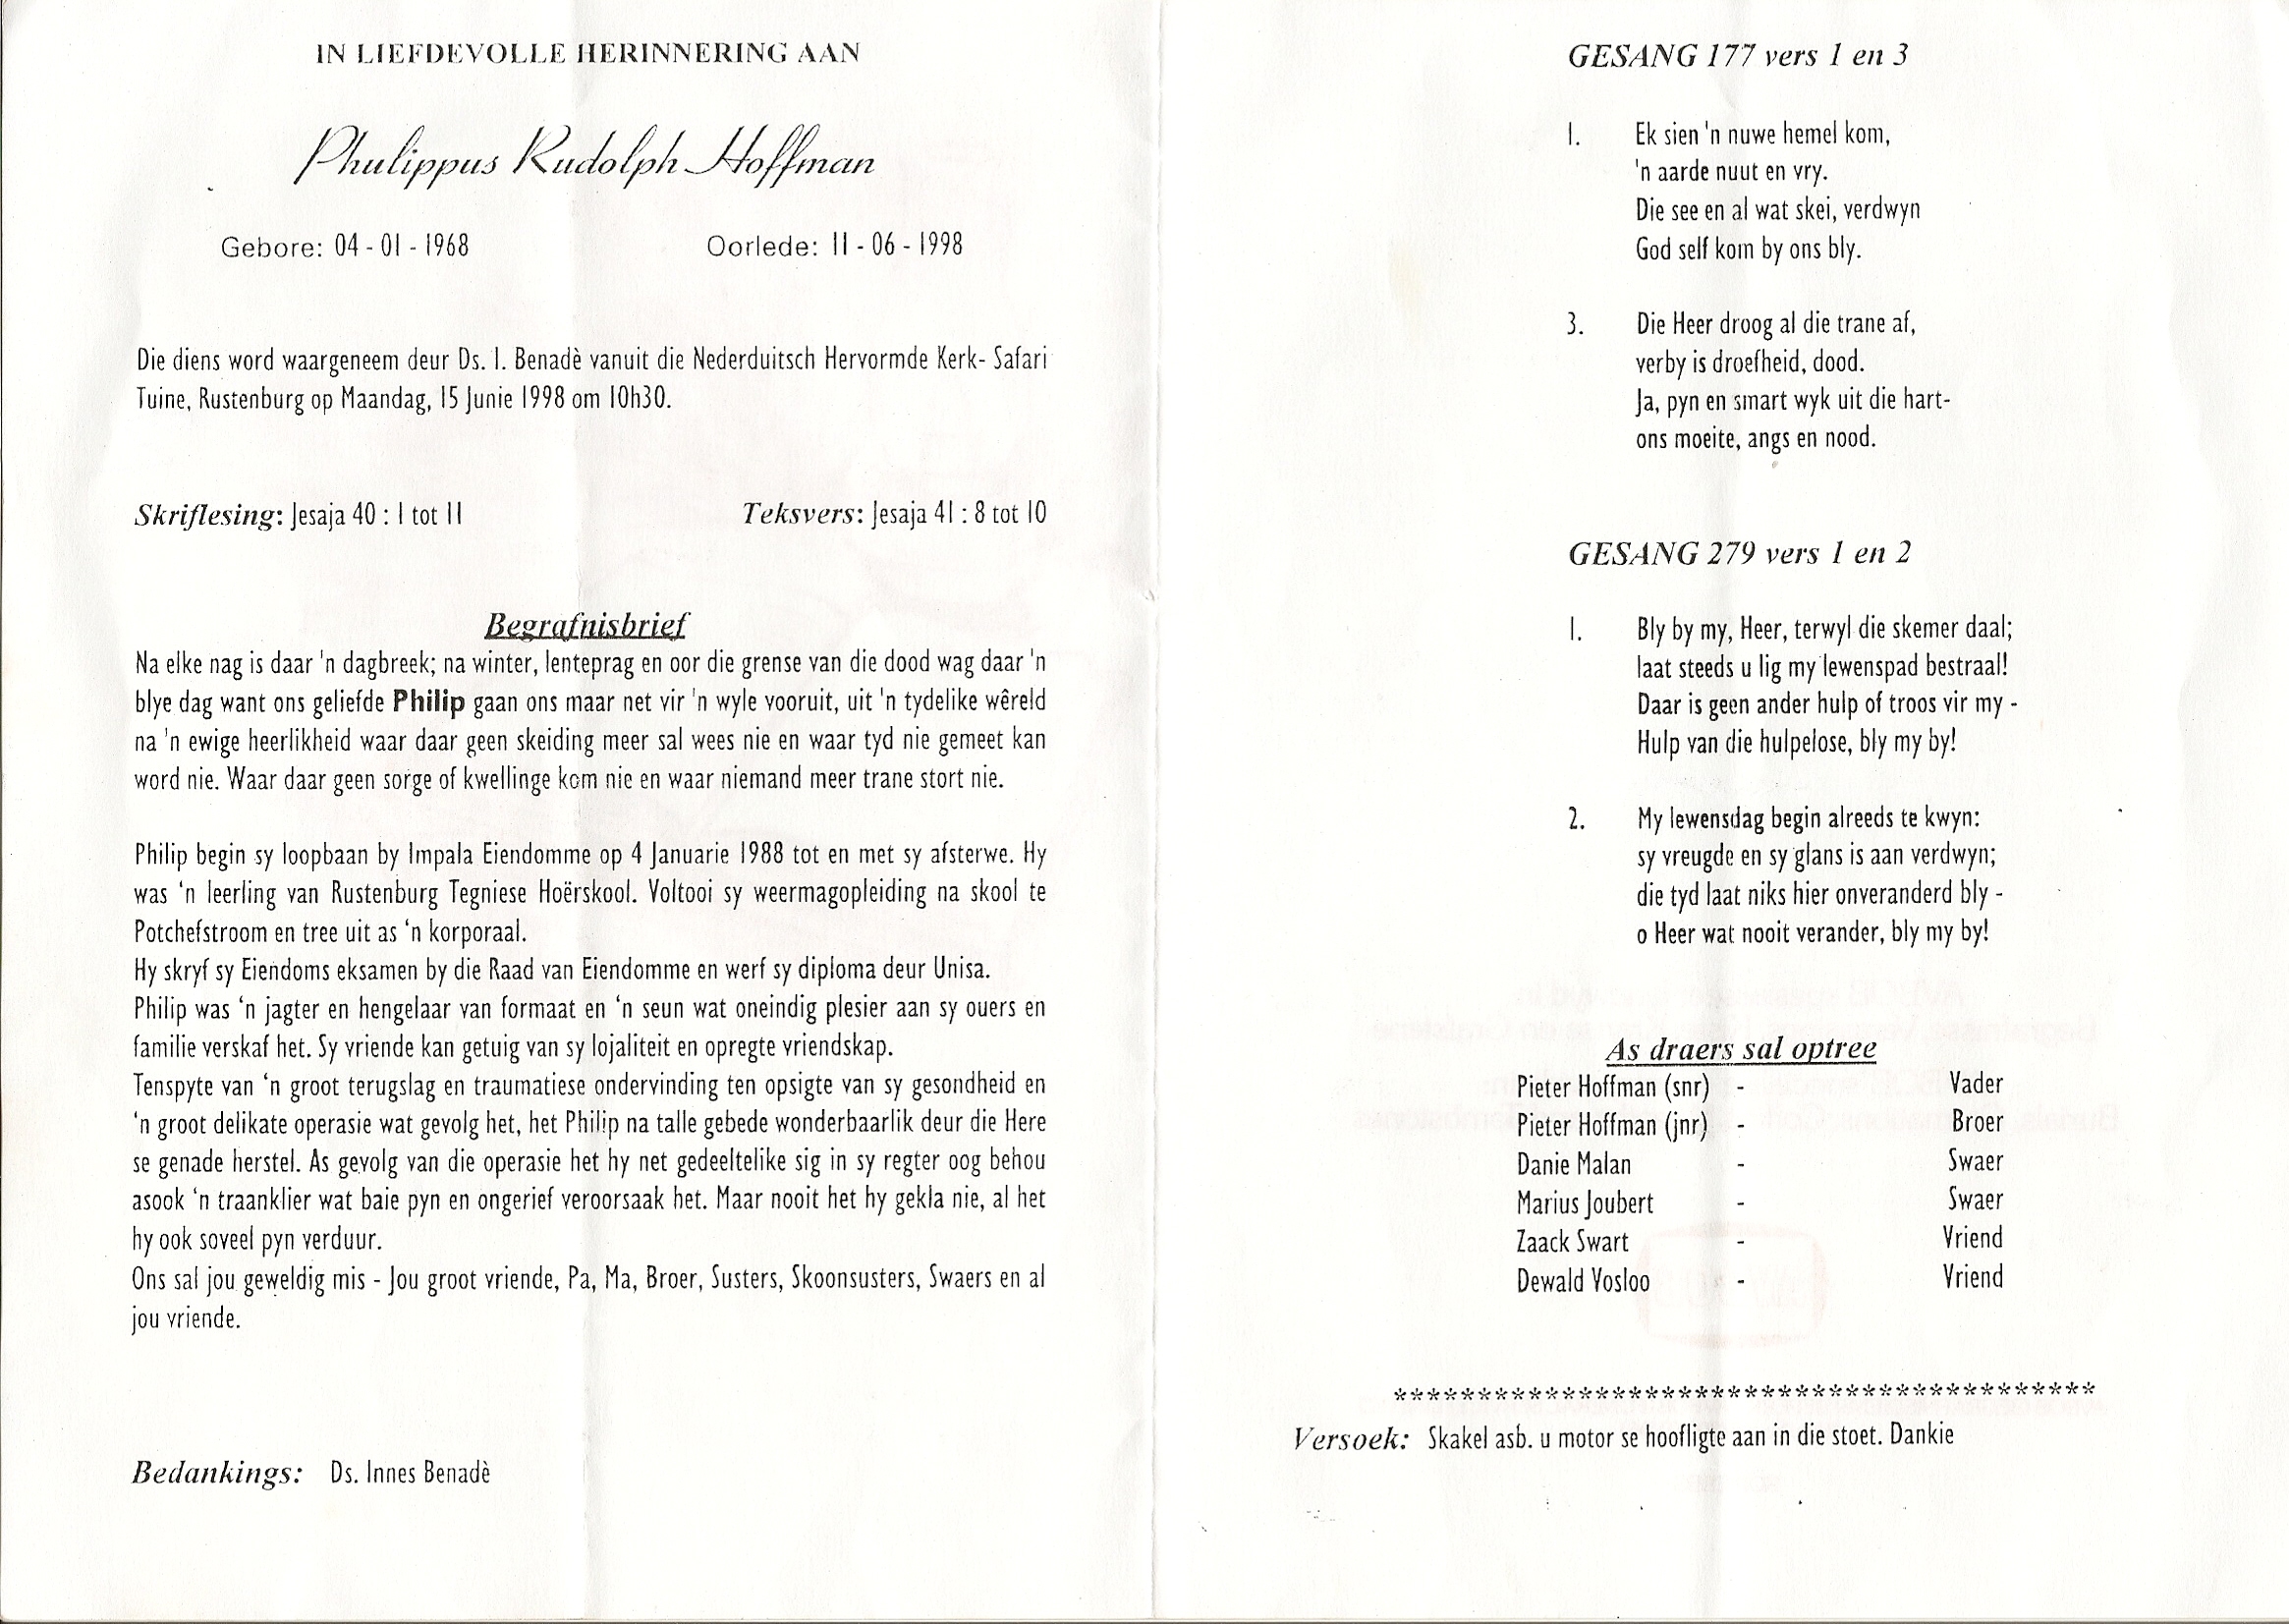 IN LIEFDEVOLLE HERINNERING AAN
Phulippus Rudolph Hoffman
Gebore: 04 - 01 - 1968 Oorlede: 11 - 06 - 1998
Die diens word waargeneem deur Ds. I. Benadè vanuit die Nederduitsch Hervormde Kerk- Safari
Tuine, Rustenburg op Maandag, 15 Junie 1998 om 10h30.
Skriflesing: Jesaja 40 : 1 tot 11 Teksvers: Jesaja 41 : 8 tot 10
Begrafnisbrief
Na elke nag is daar 'n dagbreek; na winter, lenteprag en oor die grense van die dood wag daar 'n
blye dag want ons geliefde Philip gaan ons maar net vir 'n wyle vooruit, uit 'n tydelike wêreld
na 'n ewige heerlikheid waar daar geen skeiding meer sal wees nie en waar tyd nie gemeet kan
word nie. Waar daar geen sorge of kwellinge kom nie en waar niemand meer trane stort nie.
Philip begin sy loopbaan by Impala Eiendomme op 4 Januarie 1988 tot en met sy afsterwe. Hy
was ‘n leerling van Rustenburg Tegniese Hoërskool. Voltooi sy weermagopleiding na skool te
Potchefstroom en tree uit as ‘n korporaal.
Hy skryf sy Eiendoms eksamen by die Raad van Eiendomme en werf sy diploma deur Unisa.
Philip was ‘n jagter en hengelaar van formaat en ‘n seun wat oneindig plesier aan sy ouers en
familie verskaf het. Sy vriende kan getuig van sy lojaliteit en opregte vriendskap.
Tenspyte van ‘n groot terugslag en traumatiese ondervinding ten opsigte van sy gesondheid en
‘n groot delikate operasie wat gevolg het, het Philip na talle gebede wonderbaarlik deur die Here
se genade herstel. As gevolg van die operasie het hy net gedeeltelike sig in sy regter oog behou
asook ‘n traanklier wat baie pyn en ongerief veroorsaak het. Maar nooit het hy gekla nie, al het
hy ook soveel pyn verduur.
Ons sal jou geweldig mis - Jou groot vriende, Pa, Ma, Broer, Susters, Skoonsusters, Swaers en al
jou vriende.
Bedankings: Ds. Innes Benadè
GESANG 177 vers 1 en 3
1. Ek sien 'n nuwe hemel kom,
'n aarde nuut en vry.
Die see en al wat skei, verdwyn
God self kom by ons bly.
3. Die Heer droog al die trane af,
verby is droefheid, dood.
Ja, pyn en smart wyk uit die hart-
ons moeite, angs en nood.
GESANG 279 vers 1 en 2
1. Bly by my, Heer, terwyl die skemer daal;
laat steeds u lig my lewenspad bestraal!
Daar is geen ander hulp of troos vir my -
Hulp van die hulpelose, bly my by!
2. My lewensdag begin alreeds te kwyn:
sy vreugde en sy glans is aan verdwyn;
die tyd laat niks hier onveranderd bly -
o Heer wat nooit verander, bly my by!
As draers sal optree
Pieter Hoffman (snr) - Vader
Pieter Hoffman (jnr) - Broer
Danie Malan - Swaer
Marius Joubert - Swaer
Zaack Swart - Vriend
Dewald Vosloo - Vriend
******************************************
Versoek: Skakel asb. u motor se hoofligte aan in die stoet. Dankie